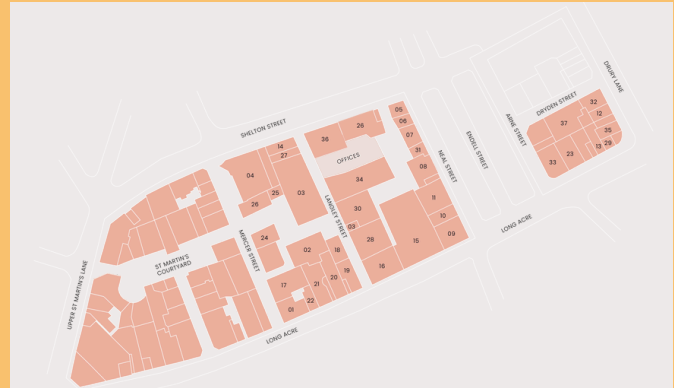 SHELTON STREET
DRURY LANE
DRYDEN STREET
ARNE STREET
ENDELL STREET
NEAL STREET
LANGLEY STREET
MERCER STREET
ST MARTIN'S
COURTYARD
UPPER ST MARTIN'S LANE
LONG ACRE
LONG ACRE
OFFICES
05
06
07
31
08
11
10
09
36
26
34
30
03
28
16
15
14
27
04
25
26
03
24
02
18
19
20
21
22
17
01
32
12
37
35
29
13
23
33